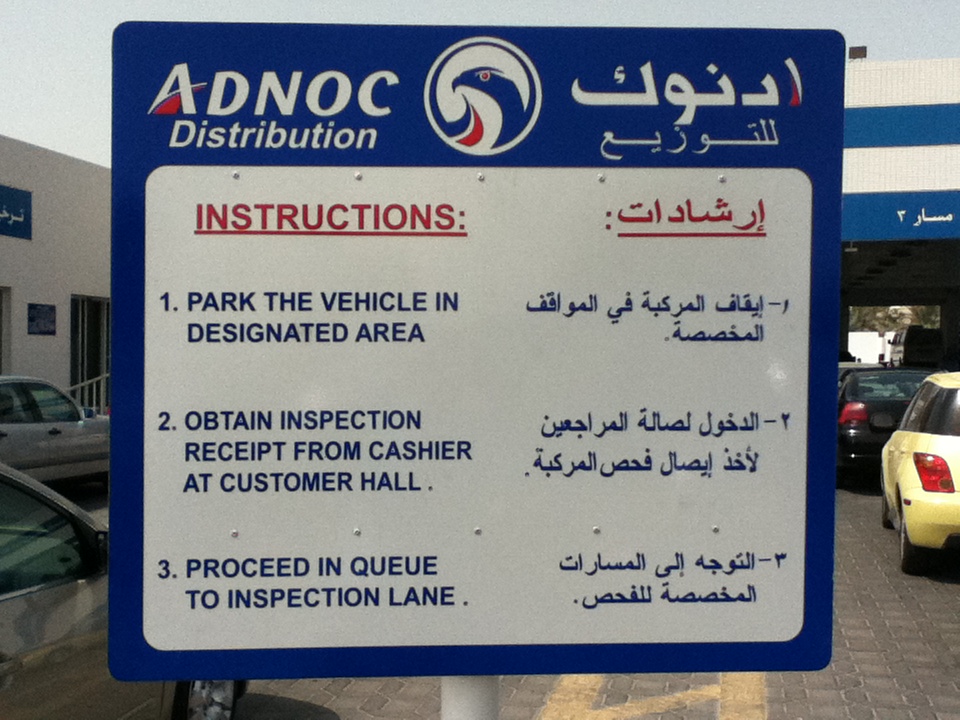 ADNOC
Distribution
ادنوك
للتوزيع
INSTRUCTIONS:
إرشادات:
1. PARK THE VEHICLE IN
DESIGNATED AREA
١- إيقاف المركبة في المواقف
المخصصة.
2. OBTAIN INSPECTION
RECEIPT FROM CASHIER
AT CUSTOMER HALL.
٢- الدخول لصالة المراجعين
لأخذ إيصال فحص المركبة.
3. PROCEED IN QUEUE
TO INSPECTION LANE.
٣- التوجه إلى المسارات
المخصصة للفحص.
مسار ٣